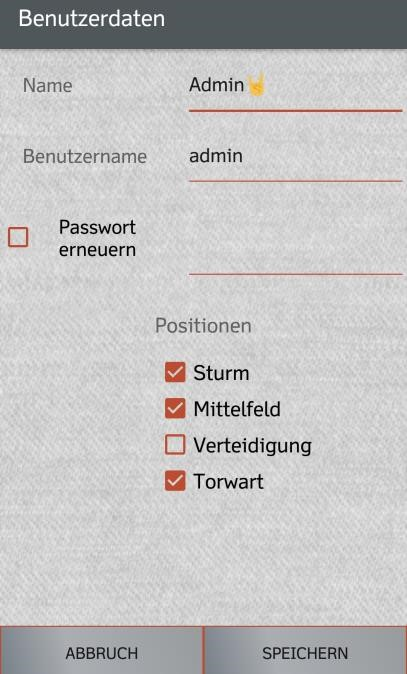 Benutzerdaten
Name Admin🤘
Benutzername admin
Passwort
erneuern
Positionen
Sturm
Mittelfeld
Verteidigung
Torwart
ABBRUCH SPEICHERN